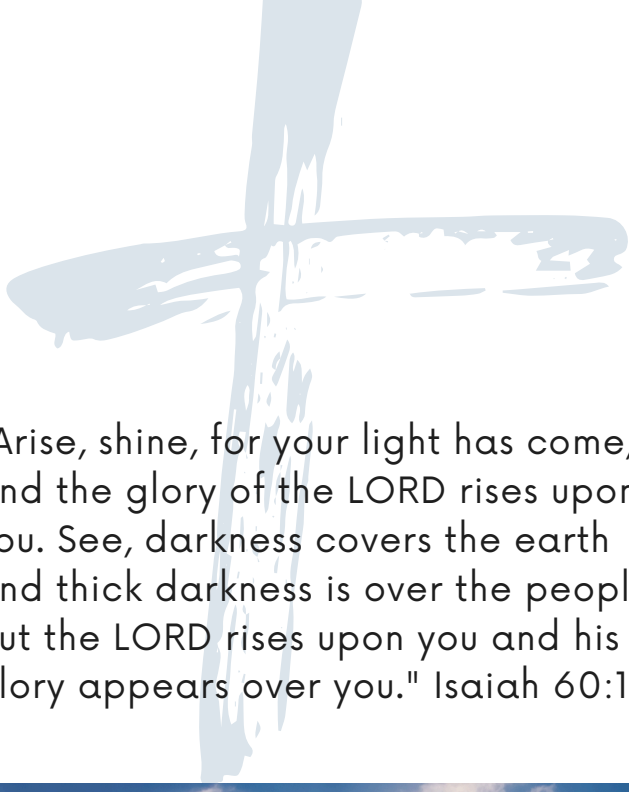 Arise, shine, for your light has come,
nd the glory of the LORD rises upon
ou. See, darkness covers the earth
nd thick darkness is over the peopl
ut the LORD rises upon you and his
lory appears over you." Isaiah 60:1